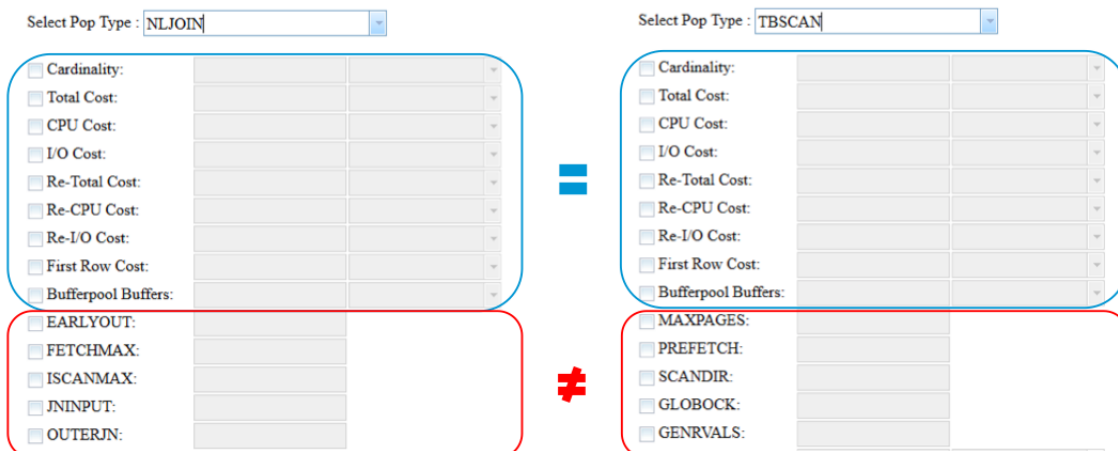 Select Pop Type : NLJOIN
Cardinality:
Total Cost:
CPU Cost:
I/O Cost:
Re-Total Cost:
Re-CPU Cost:
Re-I/O Cost:
First Row Cost:
Bufferpool Buffers:
EARLYOUT:
FETCHMAX:
ISCANMAX:
JNINPUT:
OUTERJN:
=
≠
Select Pop Type : TBSCAN
Cardinality:
Total Cost:
CPU Cost:
I/O Cost:
Re-Total Cost:
Re-CPU Cost:
Re-I/O Cost:
First Row Cost:
Bufferpool Buffers:
MAXPAGES:
PREFETCH:
SCANDIR:
GLOBOCK:
GENRVALS: